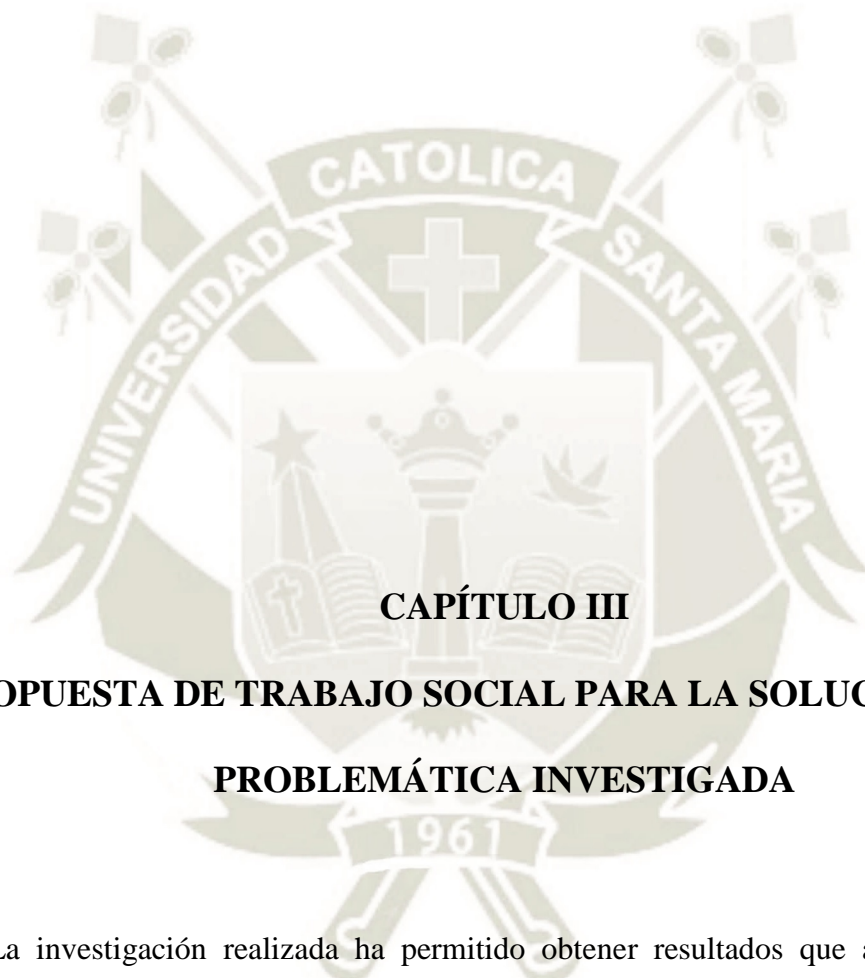 UNIVERSIDAD CATOLICA SANTA MARIA
CAPÍTULO III
OPUESTA DE TRABAJO SOCIAL PARA LA SOLUC
PROBLEMÁTICA INVESTIGADA
1961
La investigación realizada ha permitido obtener resultados que